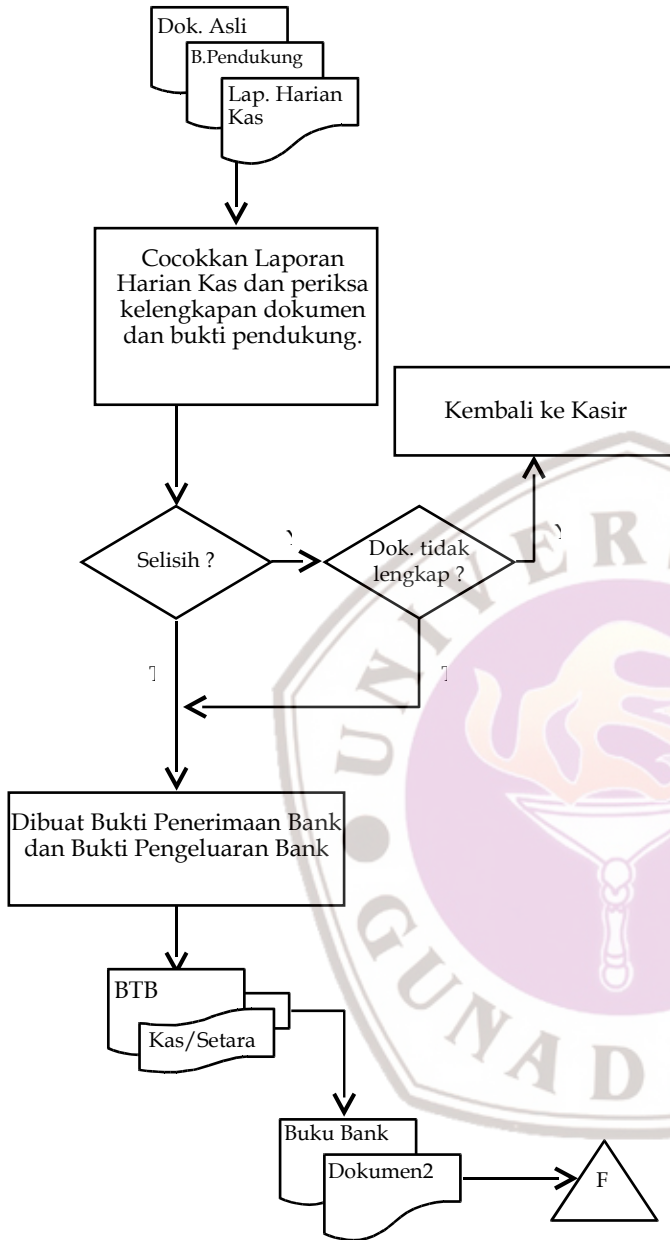 Dok. Asli
B.Pendukung
Lap. Harian
Kas
Cocokkan Laporan
Harian Kas dan periksa
kelengkapan dokumen
dan bukti pendukung.
Kembali ke Kasir
Selisih ?
Dok. tidak
lengkap ?
Dibuat Bukti Penerimaan Bank
dan Bukti Pengeluaran Bank
BTB
Kas/Setara
Buku Bank
Dokumen2
F
UNIVERS
GUNAD